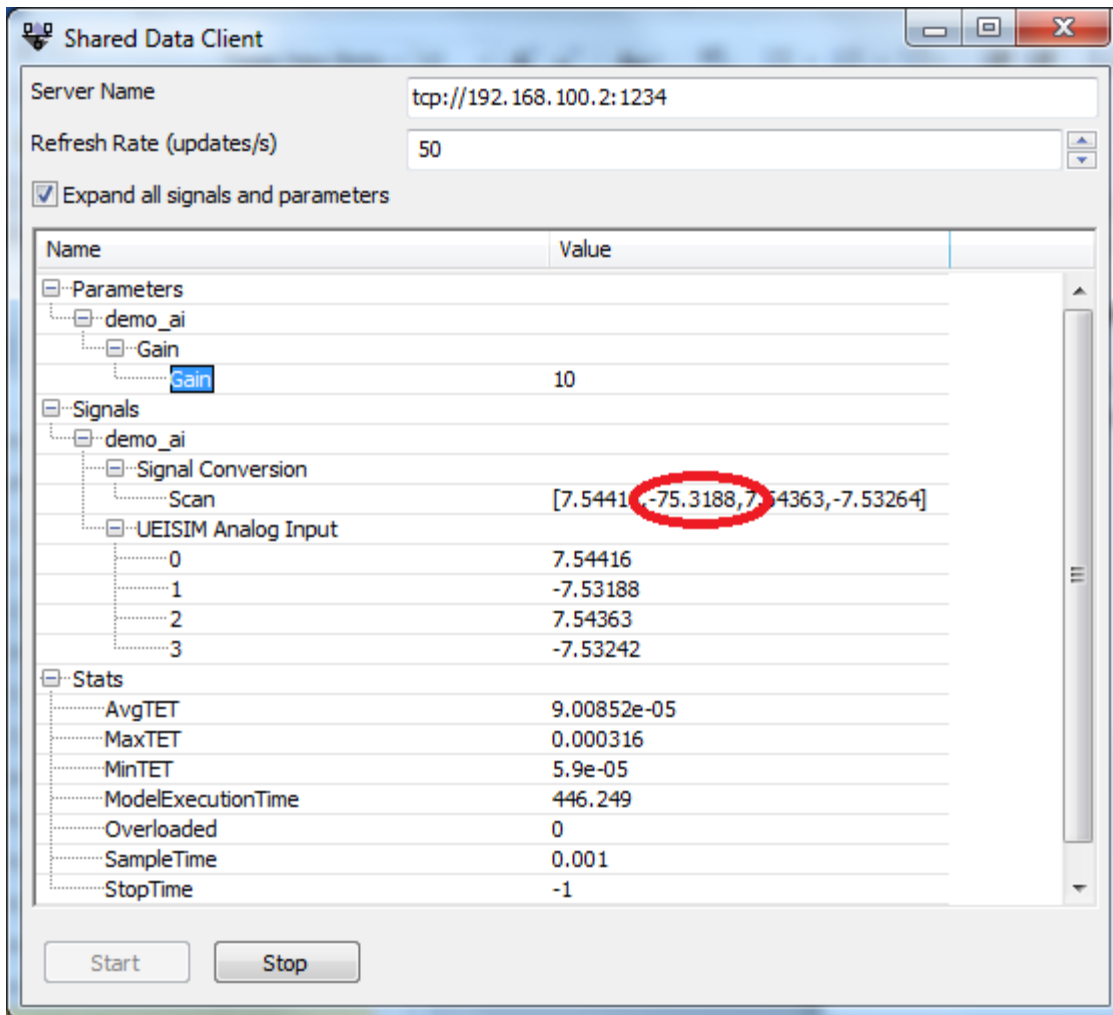 Shared Data Client
Server Name tcp://192.168.100.2:1234
Refresh Rate (updates/s) 50
Expand all signals and parameters
Name Value
Parameters
demo_ai
Gain
Gain 10
Signals
demo_ai
Signal Conversion
Scan [7.5441 ,-75.3188,7.54363,-7.53264]
UEISIM Analog Input
0 7.54416
1 -7.53188
2 7.54363
3 -7.53242
Stats
AvgTET 9.00852e-05
MaxTET 0.000316
MinTET 5.9e-05
ModelExecutionTime 446.249
Overloaded 0
SampleTime 0.001
StopTime -1
Start Stop